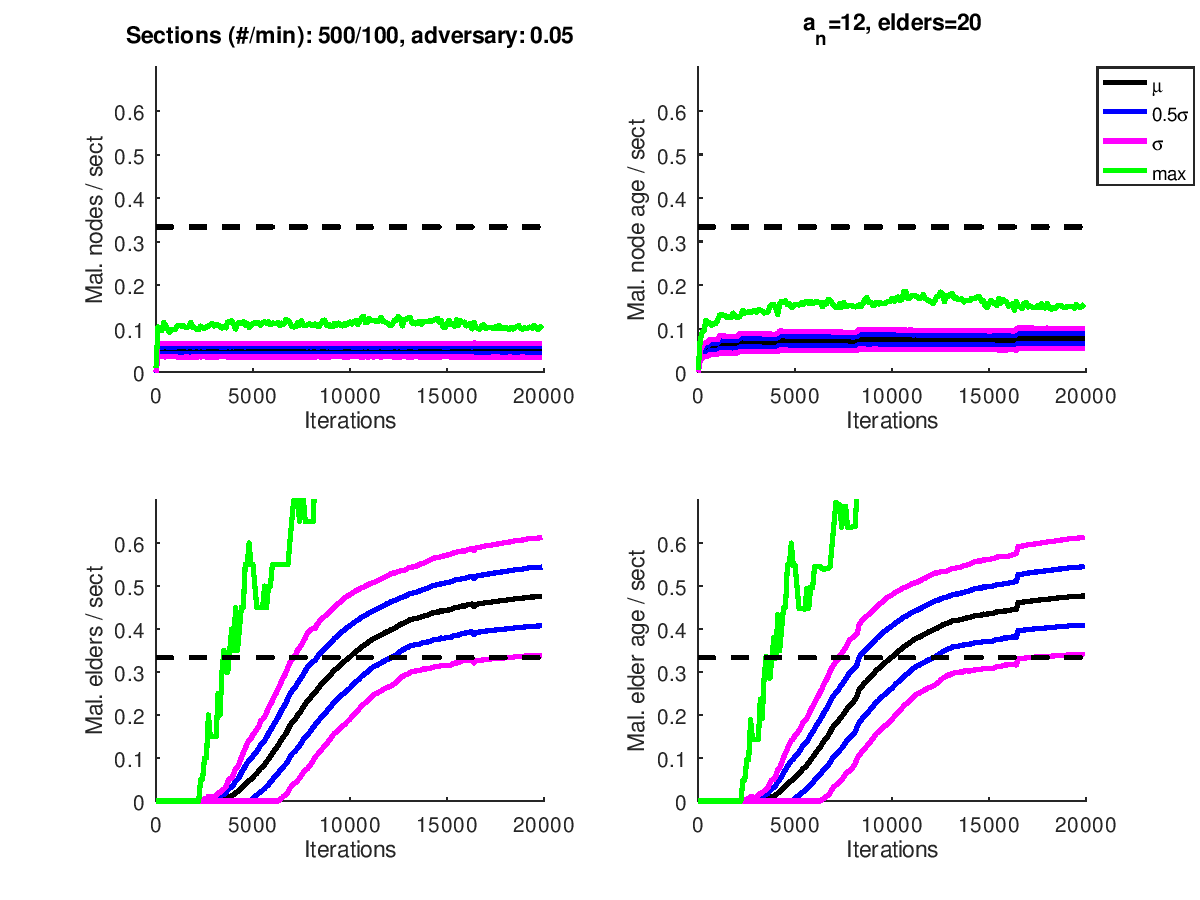 Sections (#/min): 500/100, adversary: 0.05
a_n=12, elders=20
μ
0.5σ
σ
max
Mal. nodes / sect
0.6
0.5
0.4
0.3
0.2
0.1
0
0 5000 10000 15000 20000
Iterations
Mal. node age / sect
0.6
0.5
0.4
0.3
0.2
0.1
0
0 5000 10000 15000 20000
Iterations
Mal. elders / sect
0.6
0.5
0.4
0.3
0.2
0.1
0
0 5000 10000 15000 20000
Iterations
Mal. elder age / sect
0.6
0.5
0.4
0.3
0.2
0.1
0
0 5000 10000 15000 20000
Iterations